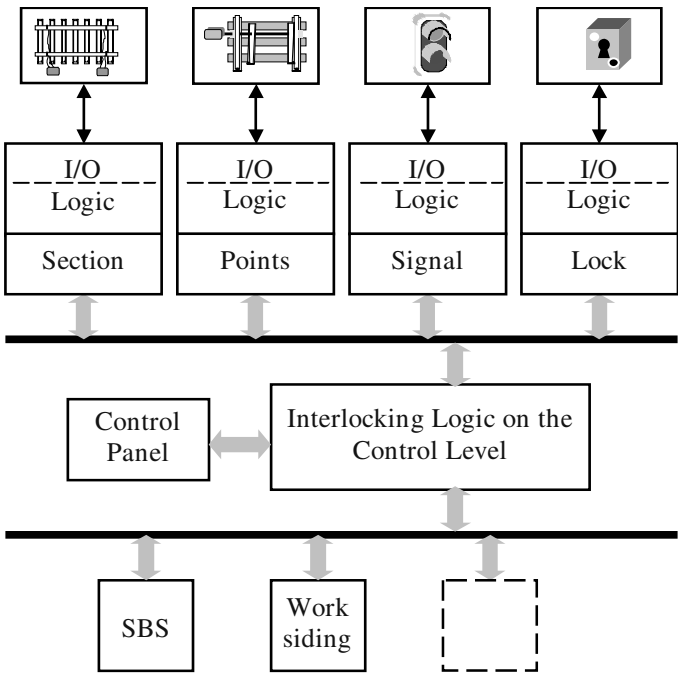 I/O
Logic
Section
I/O
Logic
Points
I/O
Logic
Signal
I/O
Logic
Lock
Control
Panel
Interlocking Logic on the
Control Level
SBS
Work
siding